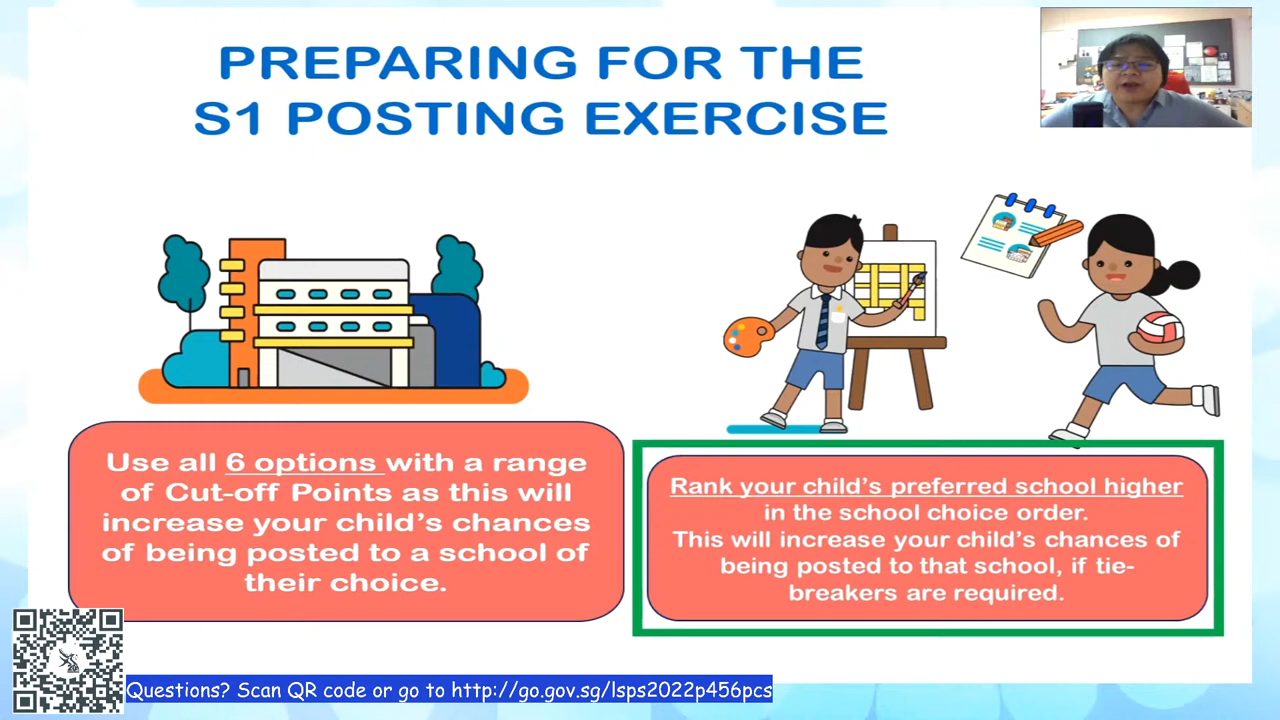 PREPARING FOR THE
S1 POSTING EXERCISE
Use all 6 options with a range
of Cut-off Points as this will
increase your child's chances
of being posted to a school of
their choice.
Rank your child's preferred school higher
in the school choice order.
This will increase your child's chances of
being posted to that school, if tie-
breakers are required.
Questions? Scan QR code or go to http://go.gov.sg/lsps2022p456pcs